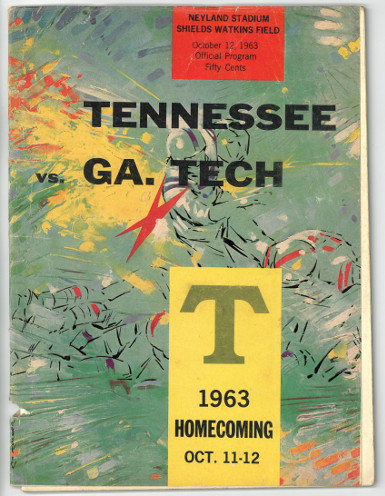 NEYLAND STADIUM
SHIELDS WATKINS FIELD
October 12, 1963
Official Program
Fifty Cents
TENNESSEE
vs. GA. TECH
T
1963
HOMECOMING
OCT. 11-12